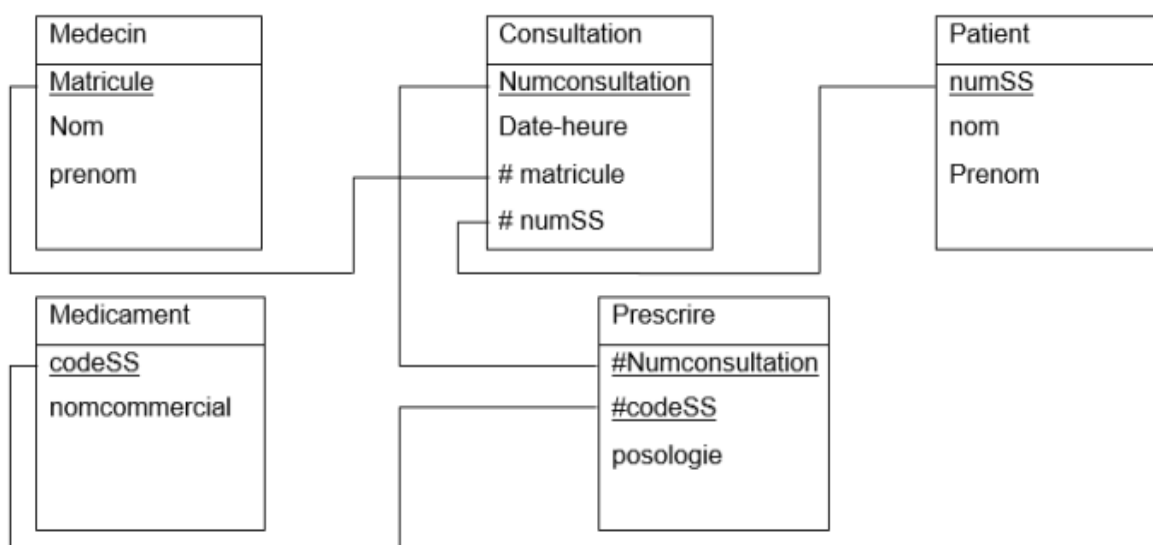 Medecin
Matricule
Nom
prenom
Consultation
Numconsultation
Date-heure
# matricule
# numSS
Patient
numSS
nom
Prenom
Medicament
codeSS
nomcommercial
Prescrire
#Numconsultation
#codeSS
posologie